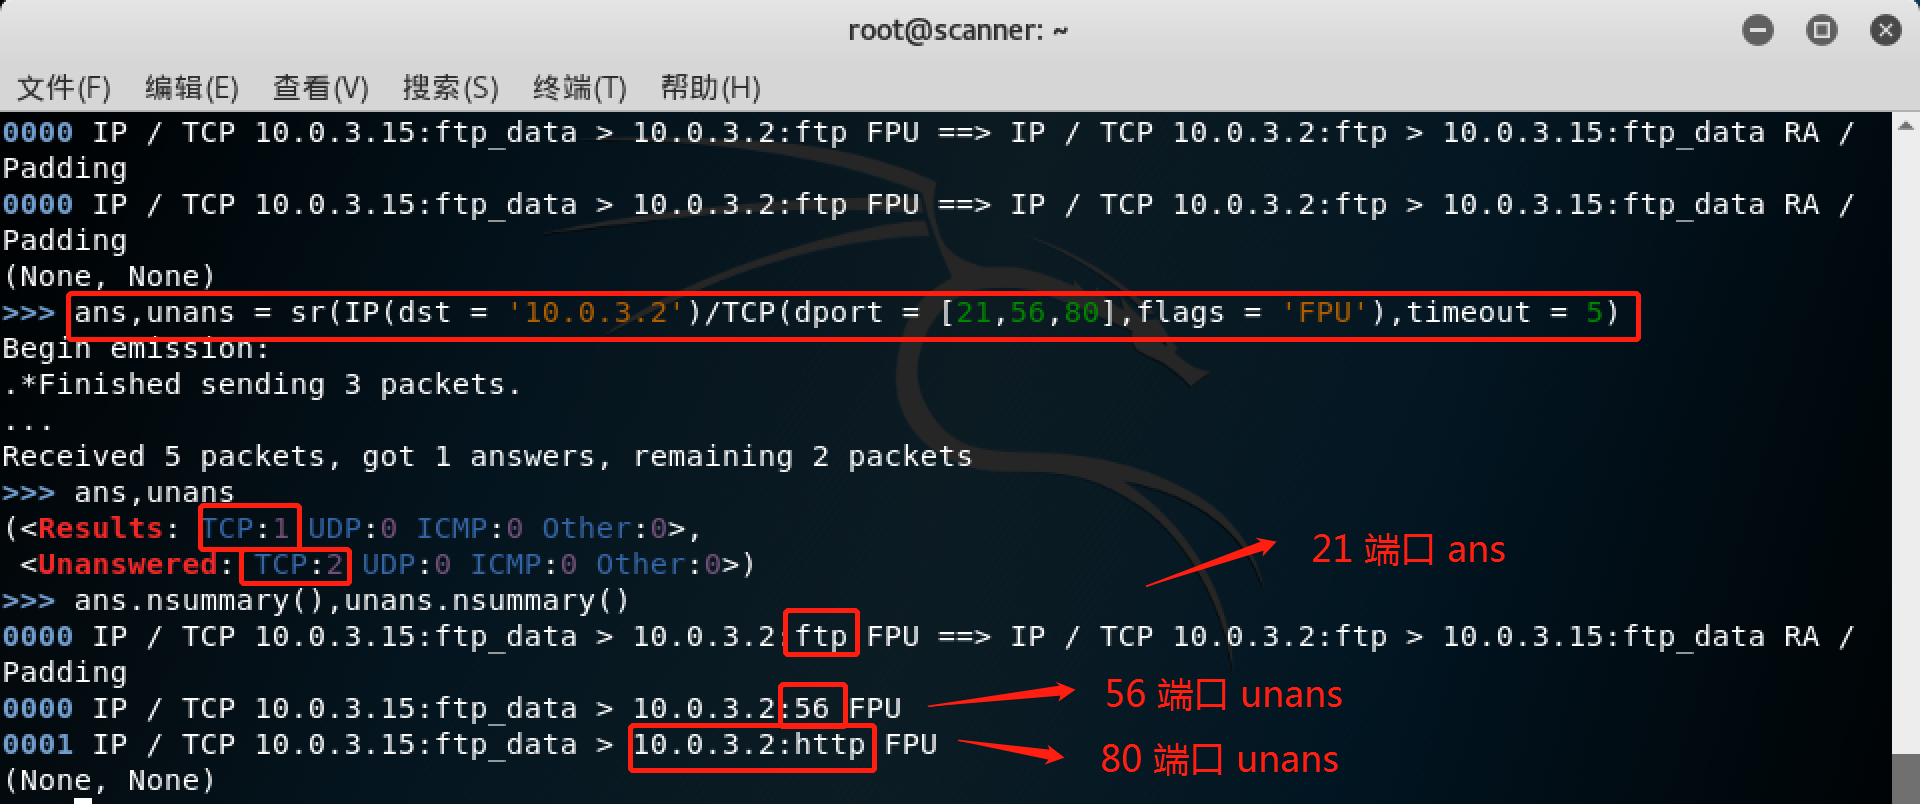 root@scanner: ~
文件(F) 编辑(E) 查看(V) 搜索(S) 终端(T) 帮助(H)
0000 IP / TCP 10.0.3.15:ftp_data > 10.0.3.2:ftp FPU ==> IP / TCP 10.0.3.2:ftp > 10.0.3.15:ftp_data RA /
Padding
0000 IP / TCP 10.0.3.15:ftp_data > 10.0.3.2:ftp FPU ==> IP / TCP 10.0.3.2:ftp > 10.0.3.15:ftp_data RA /
Padding
(None, None)
>>> ans,unans = sr(IP(dst = '10.0.3.2')/TCP(dport = [21,56,80],flags = 'FPU'),timeout = 5)
Begin emission:
.*Finished sending 3 packets.
...
Received 5 packets, got 1 answers, remaining 2 packets
>>> ans,unans
(<Results: TCP:1 UDP:0 ICMP:0 Other:0>,
<Unanswered: TCP:2 UDP:0 ICMP:0 Other:0>)
21 端口 ans
>>> ans.nsummary(),unans.nsummary()
0000 IP / TCP 10.0.3.15:ftp_data > 10.0.3.2:ftp FPU ==> IP / TCP 10.0.3.2:ftp > 10.0.3.15:ftp_data RA /
Padding
0000 IP / TCP 10.0.3.15:ftp_data > 10.0.3.2:56 FPU
56 端口 unans
0001 IP / TCP 10.0.3.15:ftp_data > 10.0.3.2:http FPU
80 端口 unans
(None, None)